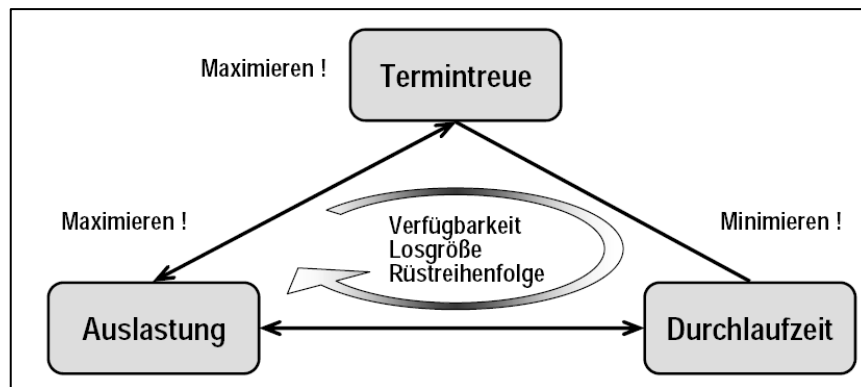 Maximieren !
Termintreue
Maximieren !
Verfügbarkeit
Losgröße
Rüstreihenfolge
Minimieren !
Auslastung
Durchlaufzeit